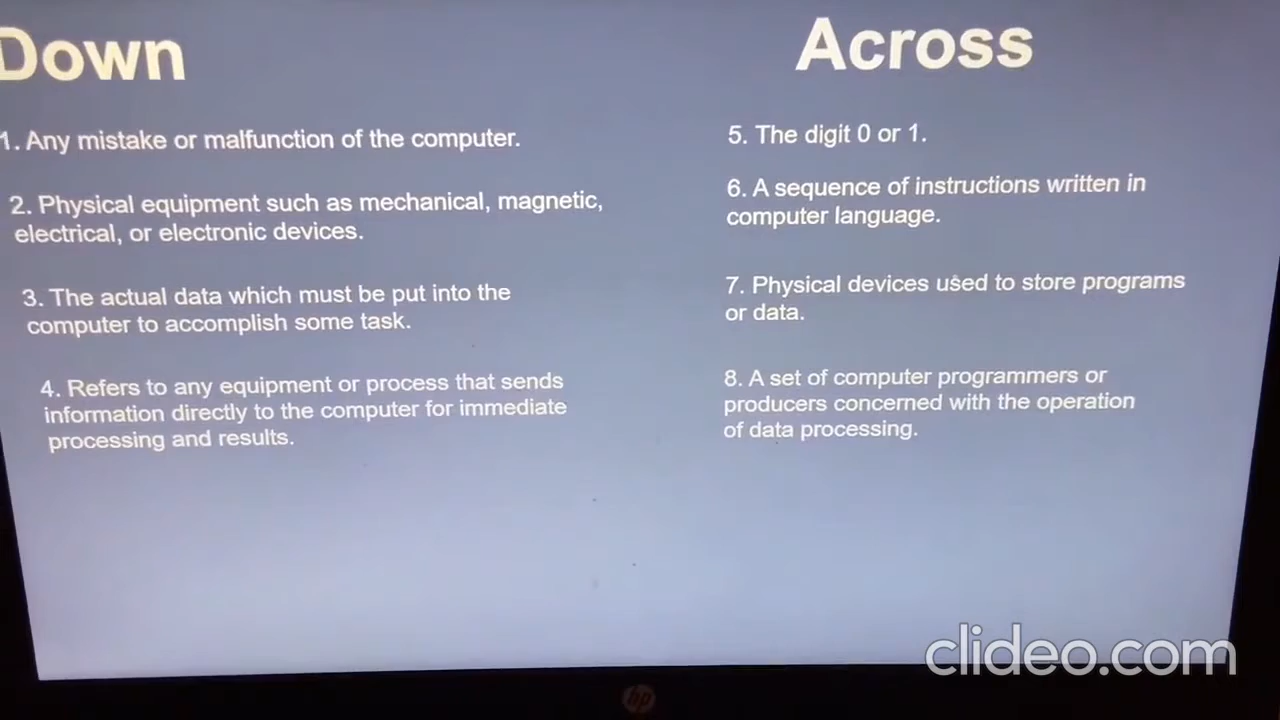 Down
1. Any mistake or malfunction of the computer.
2. Physical equipment such as mechanical, magnetic,
electrical, or electronic devices.
3. The actual data which must be put into the
computer to accomplish some task.
4. Refers to any equipment or process that sends
information directly to the computer for immediate
processing and results.
Across
5. The digit 0 or 1.
6. A sequence of instructions written in
computer language.
7. Physical devices used to store programs
or data.
8. A set of computer programmers or
producers concerned with the operation
of data processing.
clideo.com
hp